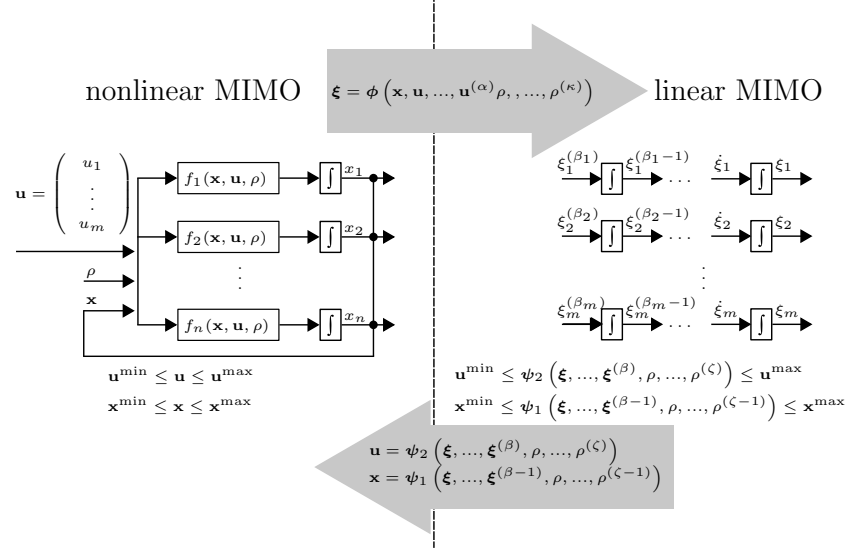 nonlinear MIMO
ξ = ϕ (x, u, ..., u^(α) ρ, , ..., ρ^(κ))
linear MIMO
u = ( u_1 ⋮ u_m )
f_1(x, u, ρ) ∫ x_1
f_2(x, u, ρ) ∫ x_2
⋮
f_n(x, u, ρ) ∫ x_n
ρ
x
u^min ≤ u ≤ u^max
x^min ≤ x ≤ x^max
ξ_1^(β_1) ∫ ξ_1^(β_1−1) ... ξ̇_1 ∫ ξ_1
ξ_2^(β_2) ∫ ξ_2^(β_2−1) ... ξ̇_2 ∫ ξ_2
⋮
ξ_m^(β_m) ∫ ξ_m^(β_m−1) ... ξ̇_m ∫ ξ_m
u^min ≤ ψ_2 (ξ, ..., ξ^(β), ρ, ..., ρ^(ζ)) ≤ u^max
x^min ≤ ψ_1 (ξ, ..., ξ^(β−1), ρ, ..., ρ^(ζ−1)) ≤ x^max
u = ψ_2 (ξ, ..., ξ^(β), ρ, ..., ρ^(ζ))
x = ψ_1 (ξ, ..., ξ^(β−1), ρ, ..., ρ^(ζ−1))